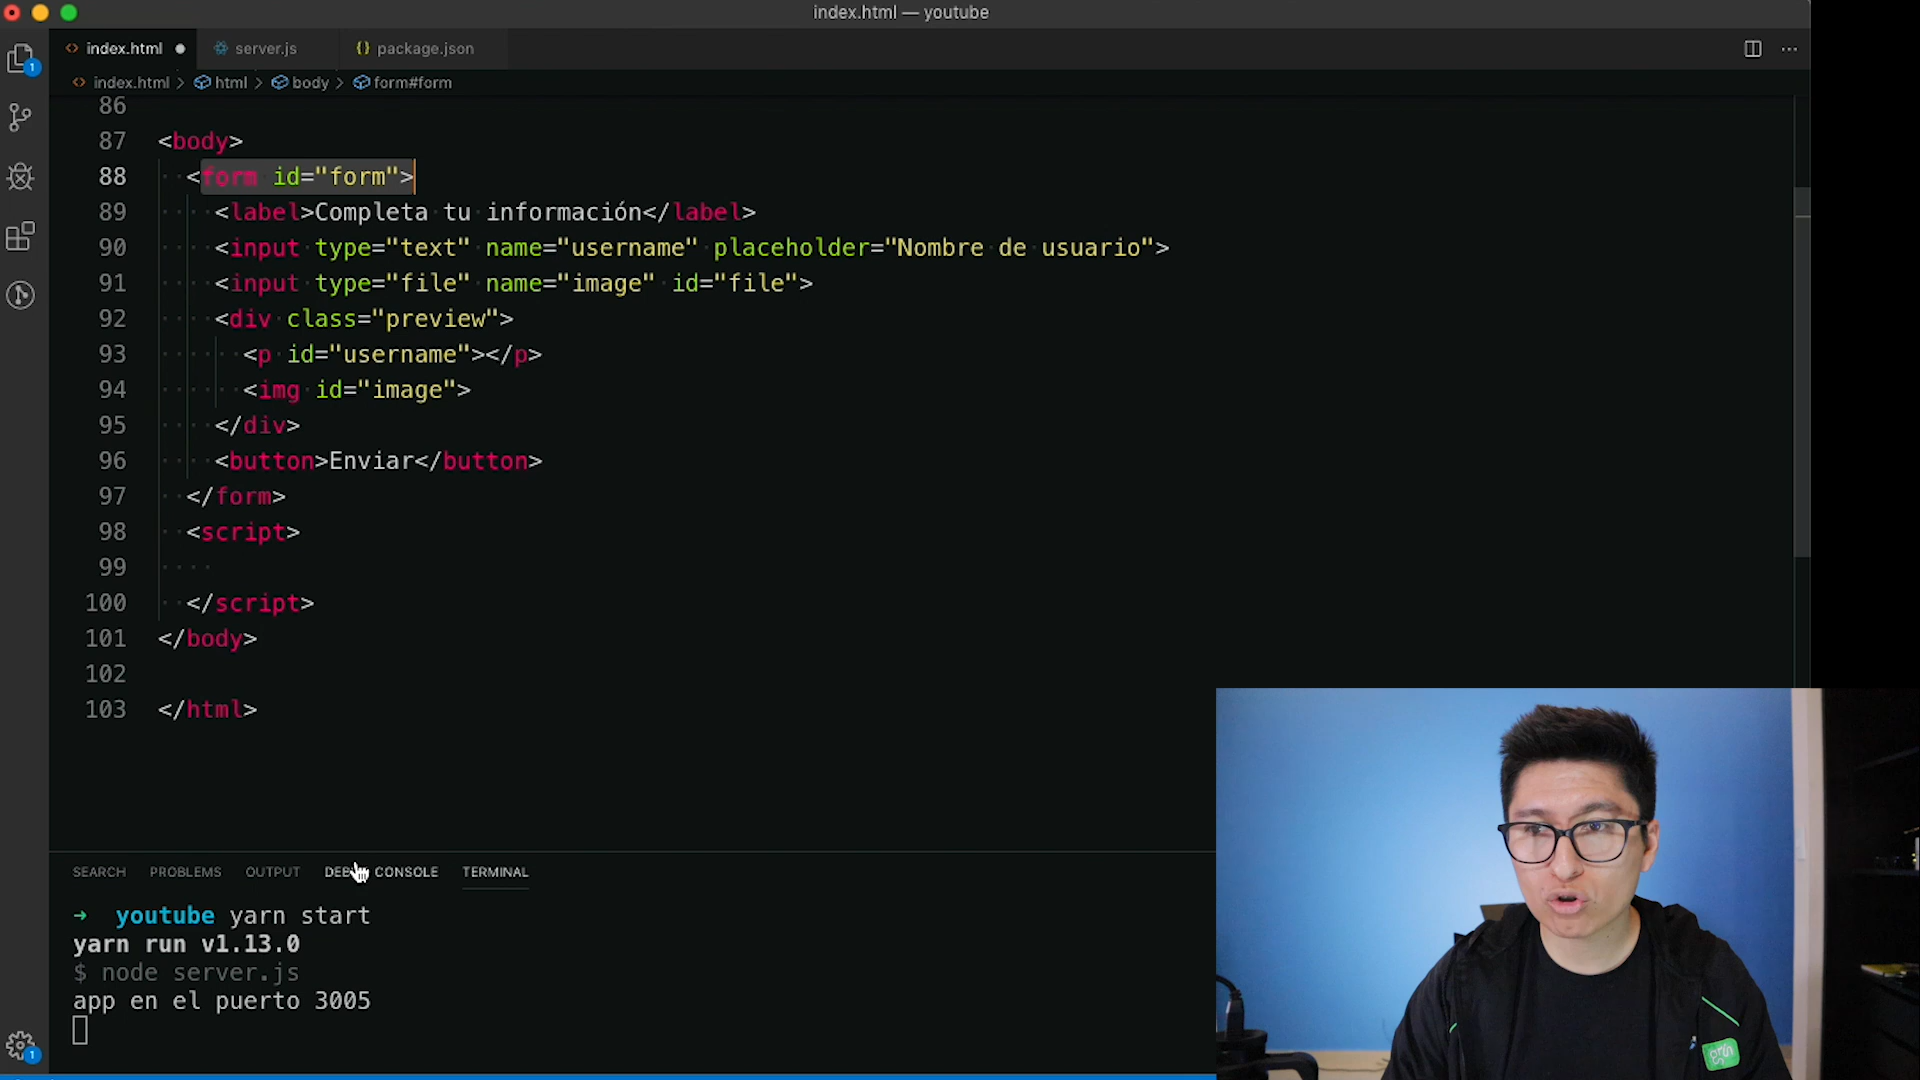 index.html — youtube
index.html ● server.js package.json
index.html > html > body > form#form
86
87 <body>
88 <form id="form">
89 <label>Completa tu información</label>
90 <input type="text" name="username" placeholder="Nombre de usuario">
91 <input type="file" name="image" id="file">
92 <div class="preview">
93 <p id="username"></p>
94 <img id="image">
95 </div>
96 <button>Enviar</button>
97 </form>
98 <script>
99
100 </script>
101 </body>
102
103 </html>
SEARCH PROBLEMS OUTPUT DEBUG CONSOLE TERMINAL
➜ youtube yarn start
yarn run v1.13.0
$ node server.js
app en el puerto 3005
1
1
grin